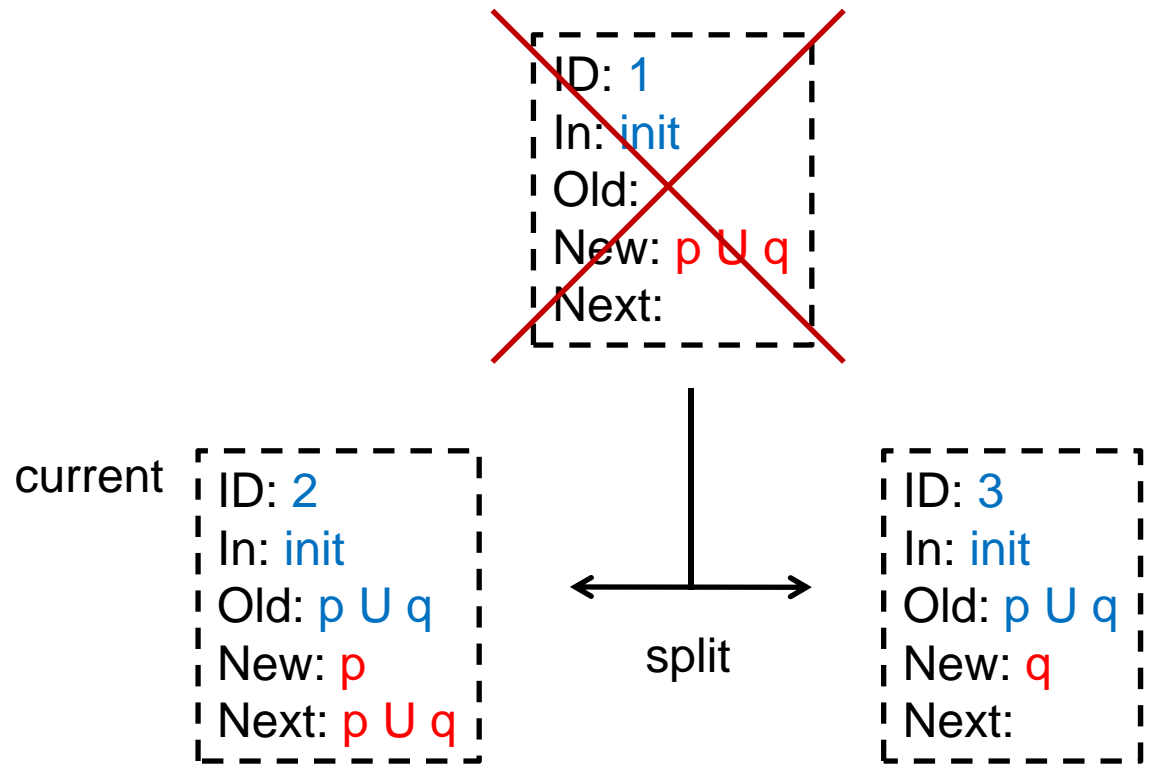 ID: 1
In: init
Old:
New: p U q
Next:
current
ID: 2
In: init
Old: p U q
New: p
Next: p U q
split
ID: 3
In: init
Old: p U q
New: q
Next: